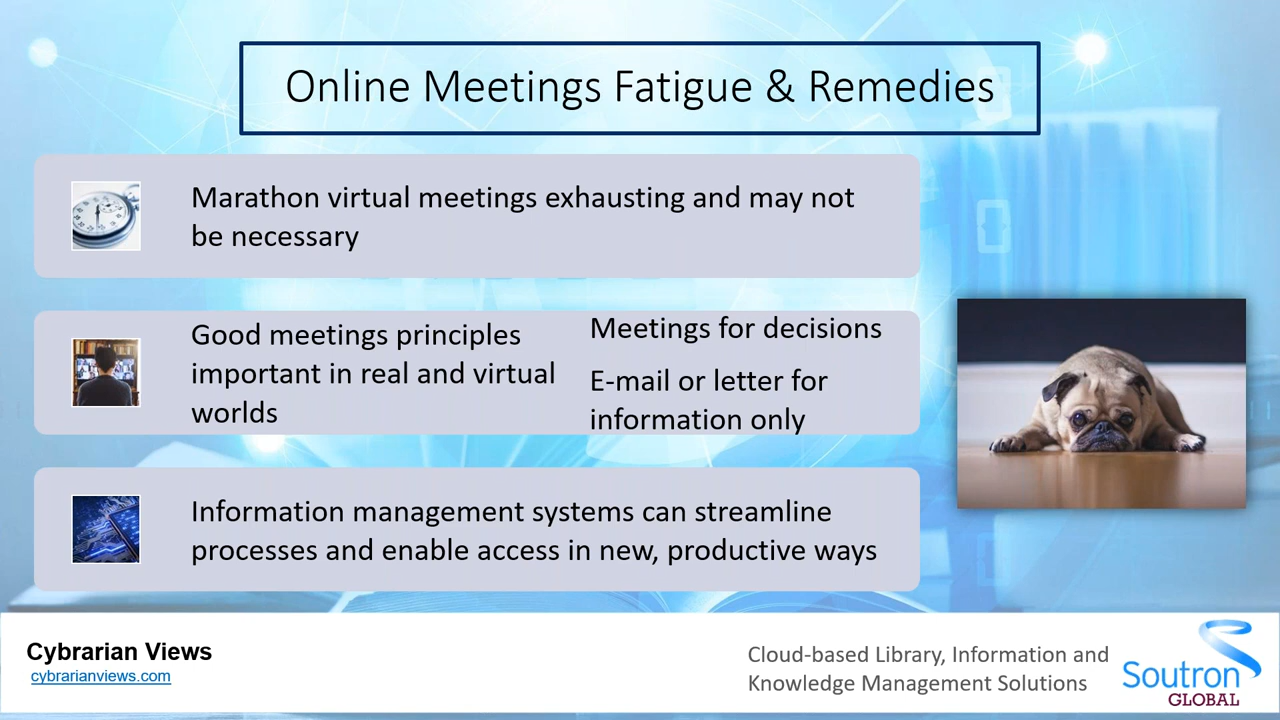 Online Meetings Fatigue & Remedies
Marathon virtual meetings exhausting and may not
be necessary
Good meetings principles
important in real and virtual
worlds
Meetings for decisions
E-mail or letter for
information only
Information management systems can streamline
processes and enable access in new, productive ways
Cybrarian Views
cybrarianviews.com
Cloud-based Library, Information and
Knowledge Management Solutions
Soutron
GLOBAL